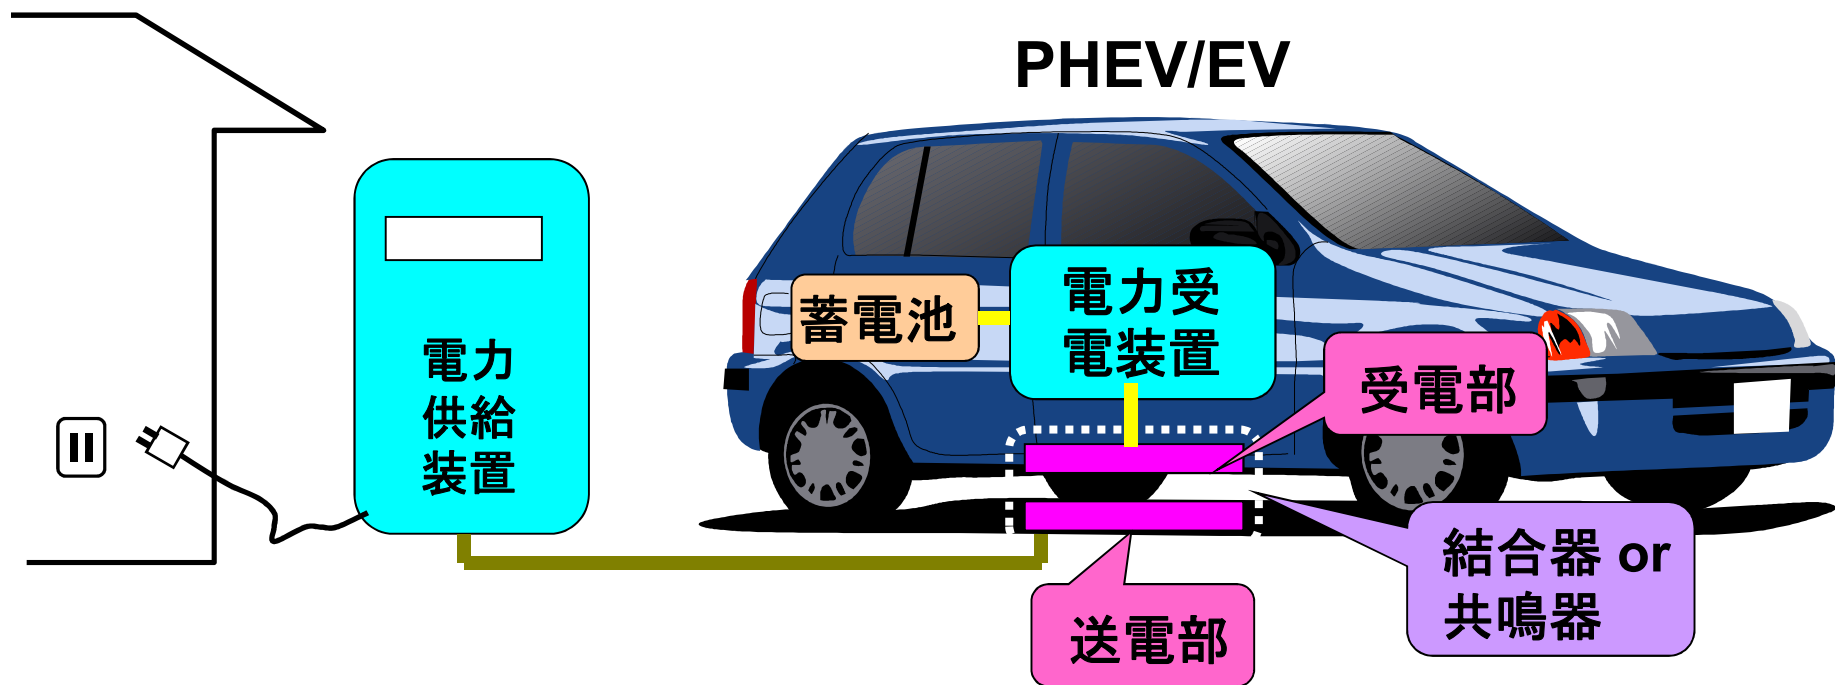 PHEV/EV
電力
供給
装置
蓄電池
電力受
電装置
受電部
結合器 or
共鳴器
送電部